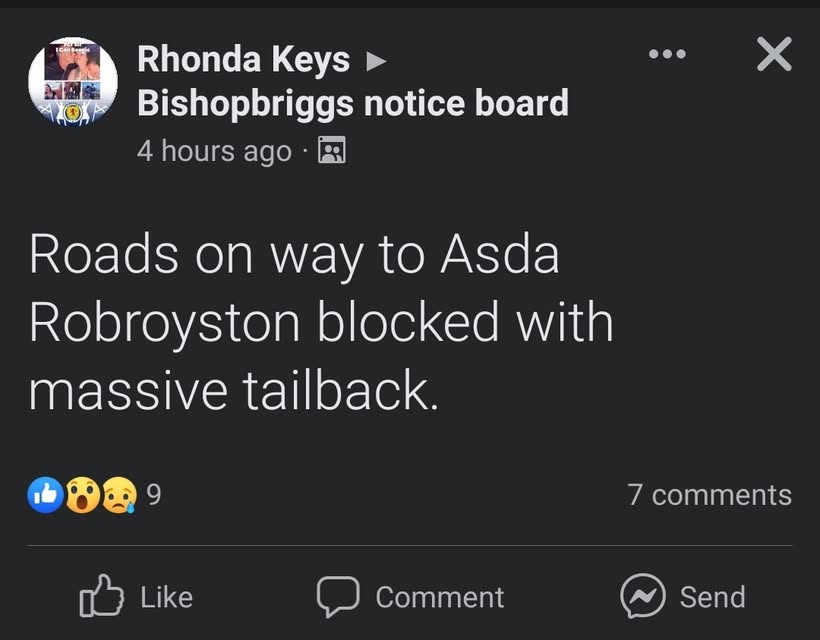 Rhonda Keys ▶
Bishopbriggs notice board
4 hours ago ·
Roads on way to Asda
Robroyston blocked with
massive tailback.
9
7 comments
Like
Comment
Send